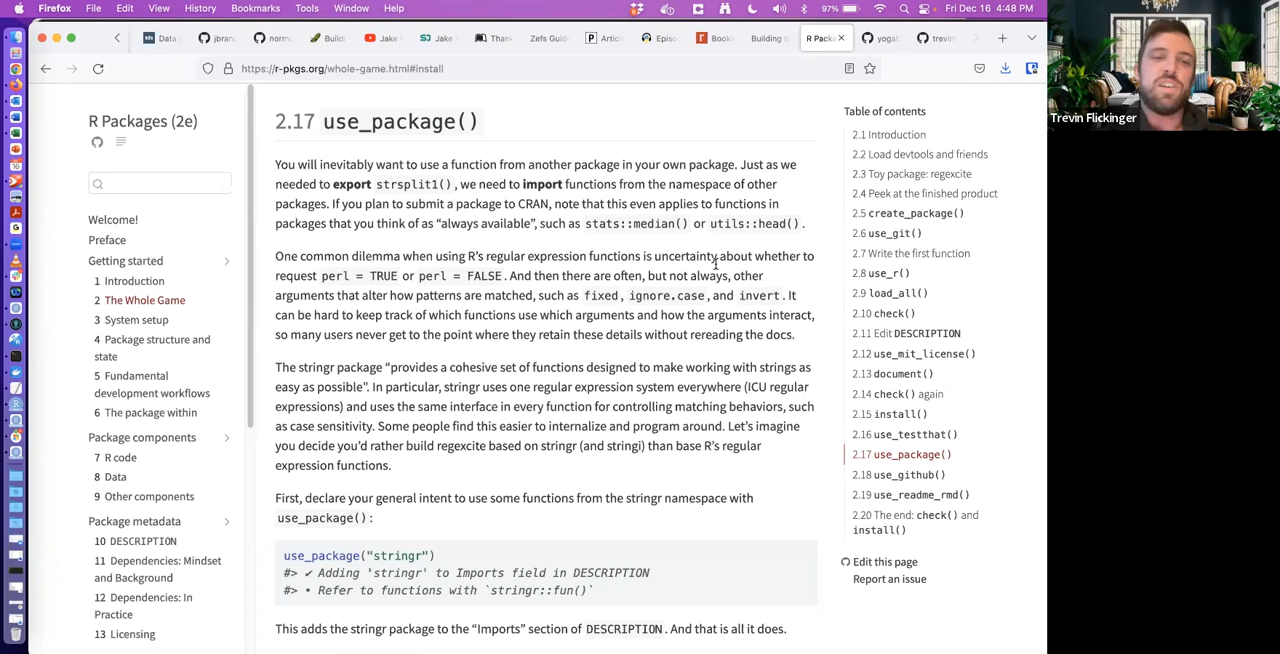 Firefox File Edit View History Bookmarks Tools Window Help
97% Fri Dec 16 4:48 PM
Data jbran normc Buildi Jake Jake Thank Zefs Guid Artic Episo Books Building R Pack yogat trevin
https://r-pkgs.org/whole-game.html#install
R Packages (2e)
Welcome!
Preface
Getting started
1 Introduction
2 The Whole Game
3 System setup
4 Package structure and
state
5 Fundamental
development workflows
6 The package within
Package components
7 R code
8 Data
9 Other components
Package metadata
10 DESCRIPTION
11 Dependencies: Mindset
and Background
12 Dependencies: In
Practice
13 Licensing
2.17 use_package()
You will inevitably want to use a function from another package in your own package. Just as we
needed to export strsplit1(), we need to import functions from the namespace of other
packages. If you plan to submit a package to CRAN, note that this even applies to functions in
packages that you think of as “always available”, such as stats::median() or utils::head().
One common dilemma when using R’s regular expression functions is uncertainty about whether to
request perl = TRUE or perl = FALSE. And then there are often, but not always, other
arguments that alter how patterns are matched, such as fixed, ignore.case, and invert. It
can be hard to keep track of which functions use which arguments and how the arguments interact,
so many users never get to the point where they retain these details without rereading the docs.
The stringr package “provides a cohesive set of functions designed to make working with strings as
easy as possible”. In particular, stringr uses one regular expression system everywhere (ICU regular
expressions) and uses the same interface in every function for controlling matching behaviors, such
as case sensitivity. Some people find this easier to internalize and program around. Let’s imagine
you decide you’d rather build regexcite based on stringr (and stringi) than base R’s regular
expression functions.
First, declare your general intent to use some functions from the stringr namespace with
use_package():
use_package("stringr")
#> ✔ Adding 'stringr' to Imports field in DESCRIPTION
#> • Refer to functions with `stringr::fun()`
This adds the stringr package to the “Imports” section of DESCRIPTION. And that is all it does.
Table of contents
2.1 Introduction
2.2 Load devtools and friends
2.3 Toy package: regexcite
2.4 Peek at the finished product
2.5 create_package()
2.6 use_git()
2.7 Write the first function
2.8 use_r()
2.9 load_all()
2.10 check()
2.11 Edit DESCRIPTION
2.12 use_mit_license()
2.13 document()
2.14 check() again
2.15 install()
2.16 use_testthat()
2.17 use_package()
2.18 use_github()
2.19 use_readme_rmd()
2.20 The end: check() and
install()
Edit this page
Report an issue
Trevin Flickinger